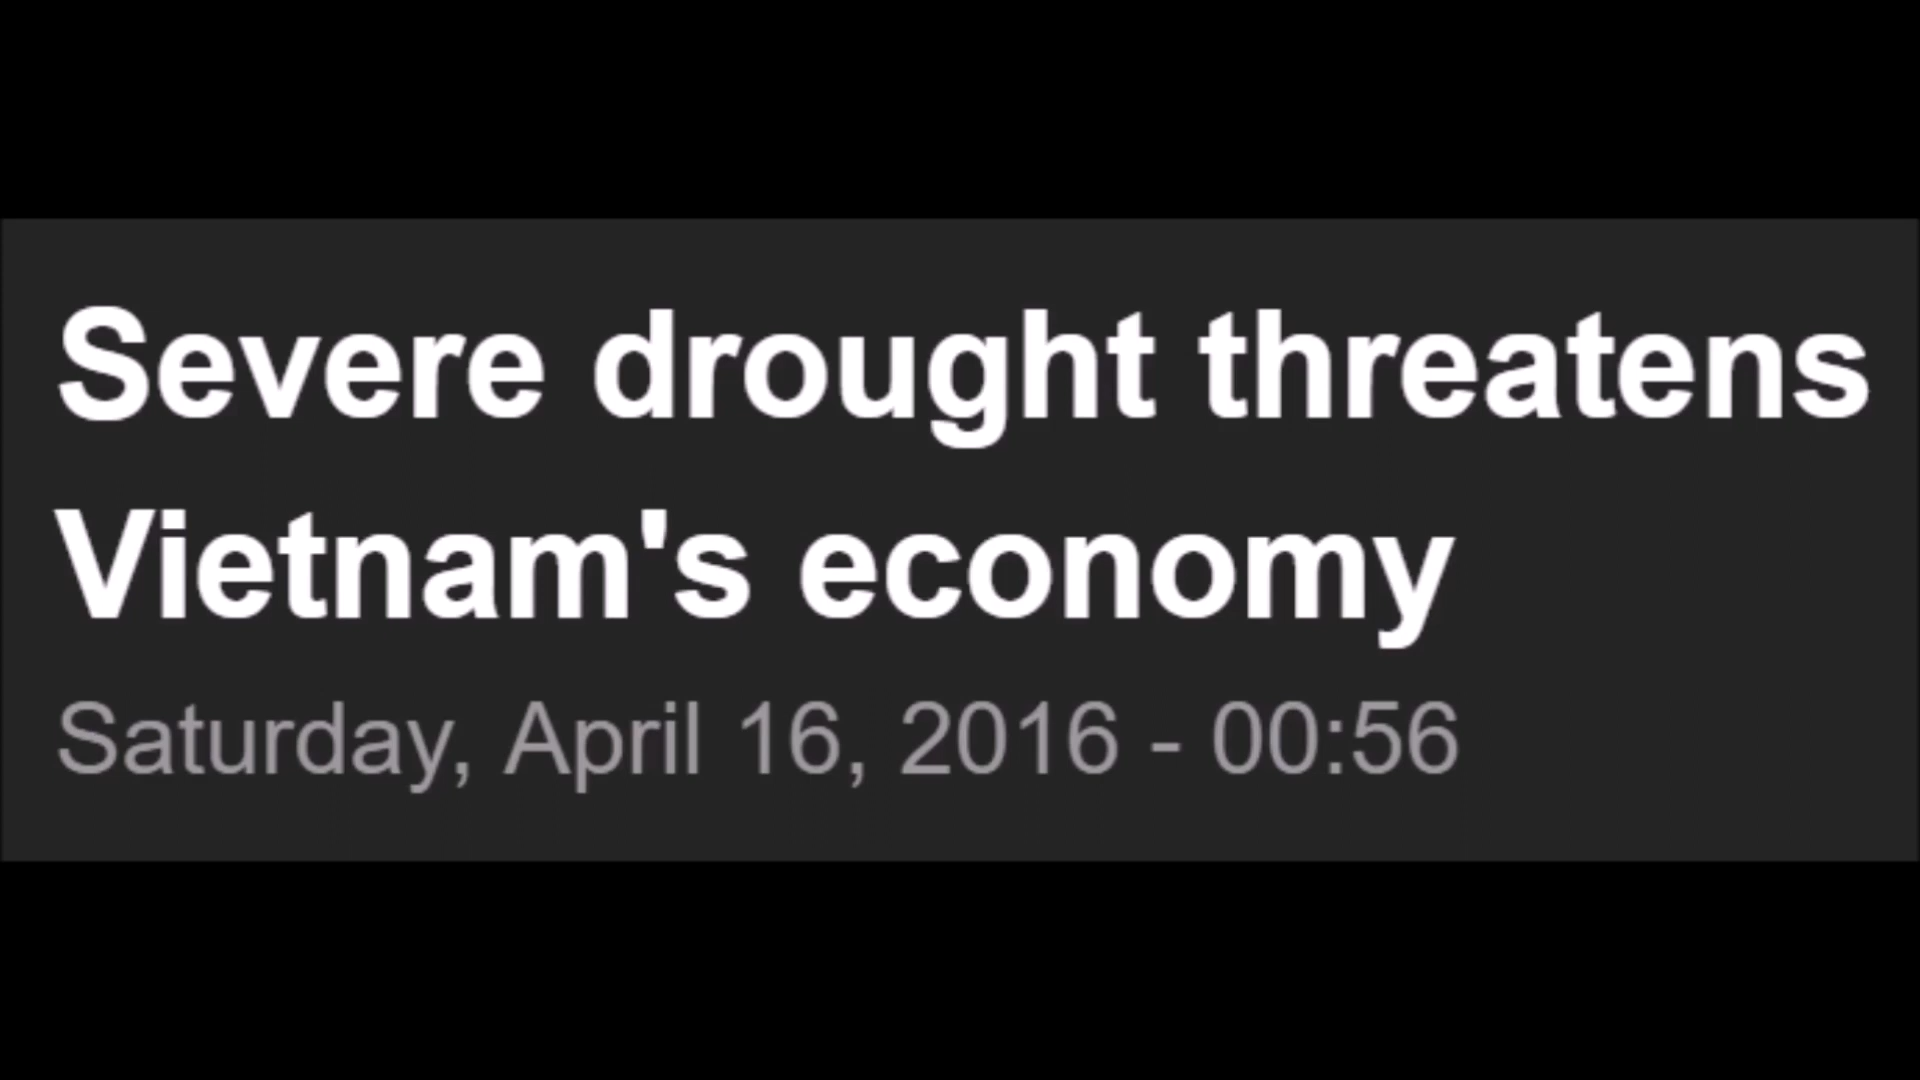 Severe drought threatens
Vietnam's economy
Saturday, April 16, 2016 - 00:56